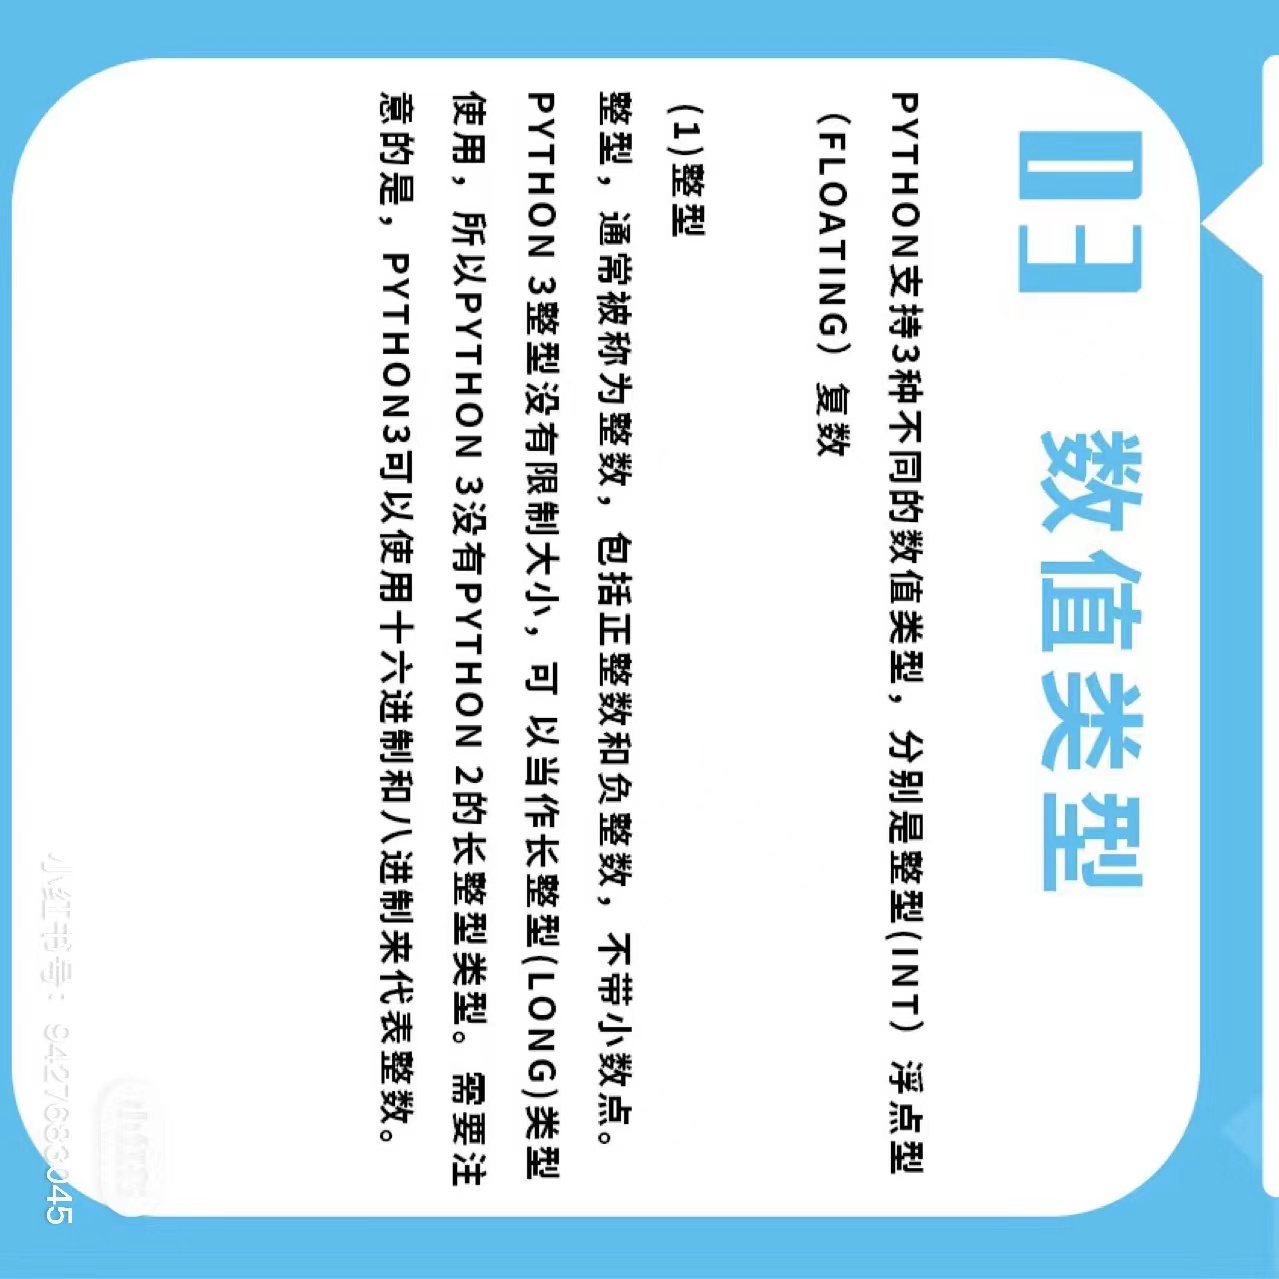 03 数值类型
PYTHON支持3种不同的数值类型，分别是整型(INT）浮点型
（FLOATING）复数
(1)整型
整型，通常被称为整数，包括正整数和负整数，不带小数点。
PYTHON 3整型没有限制大小，可 以当作长整型(LONG)类型
使用，所以PYTHON 3没有PYTHON 2的长整型类型。需要注
意的是，PYTHON3可以使用十六进制和八进制来代表整数。
小红书号：9427683045